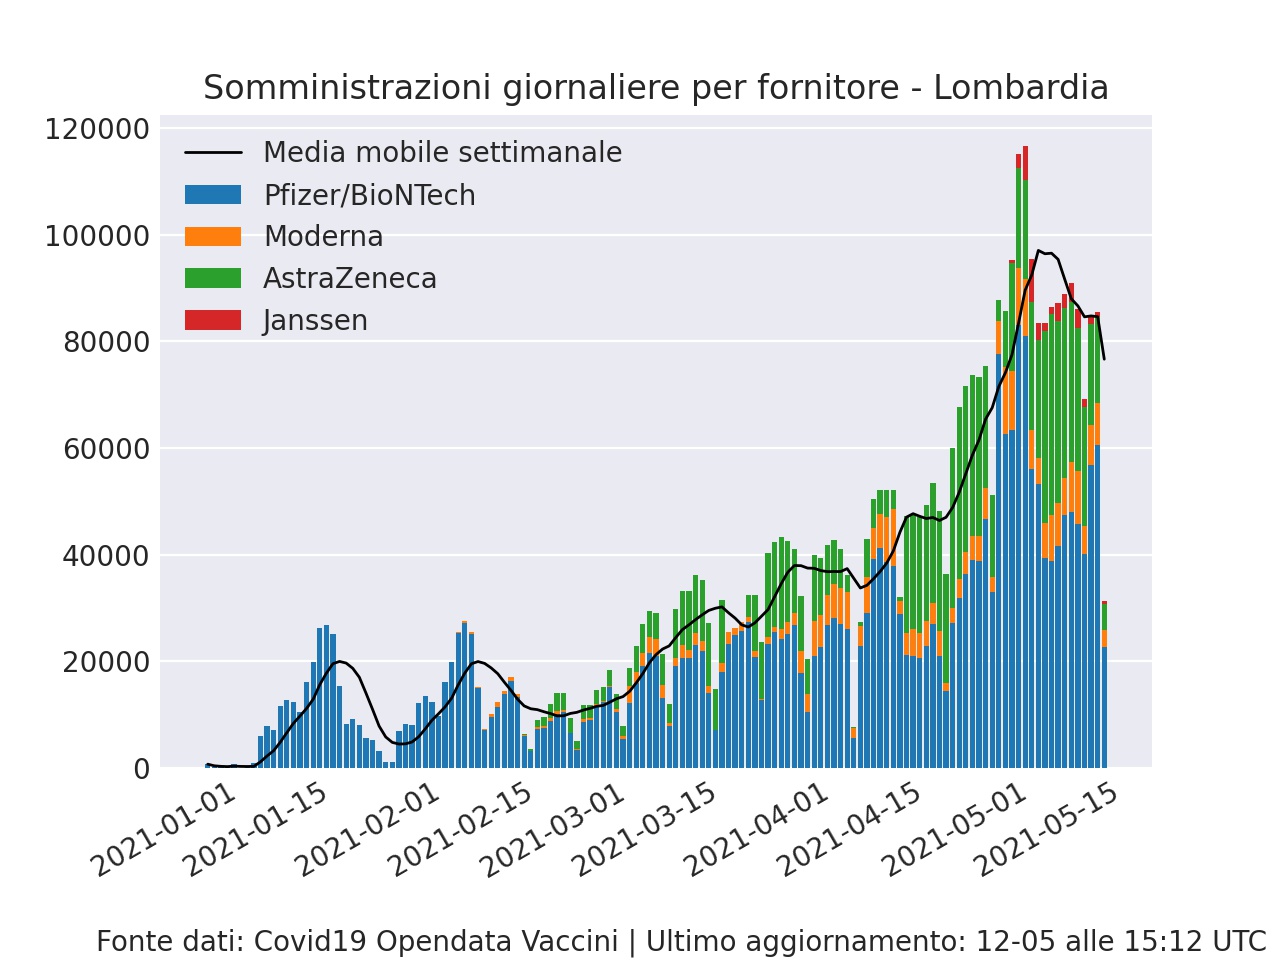 Somministrazioni giornaliere per fornitore - Lombardia
120000
100000
80000
60000
40000
20000
0
Media mobile settimanale
Pfizer/BioNTech
Moderna
AstraZeneca
Janssen
2021-01-01
2021-01-15
2021-02-01
2021-02-15
2021-03-01
2021-03-15
2021-04-01
2021-04-15
2021-05-01
2021-05-15
Fonte dati: Covid19 Opendata Vaccini | Ultimo aggiornamento: 12-05 alle 15:12 UTC